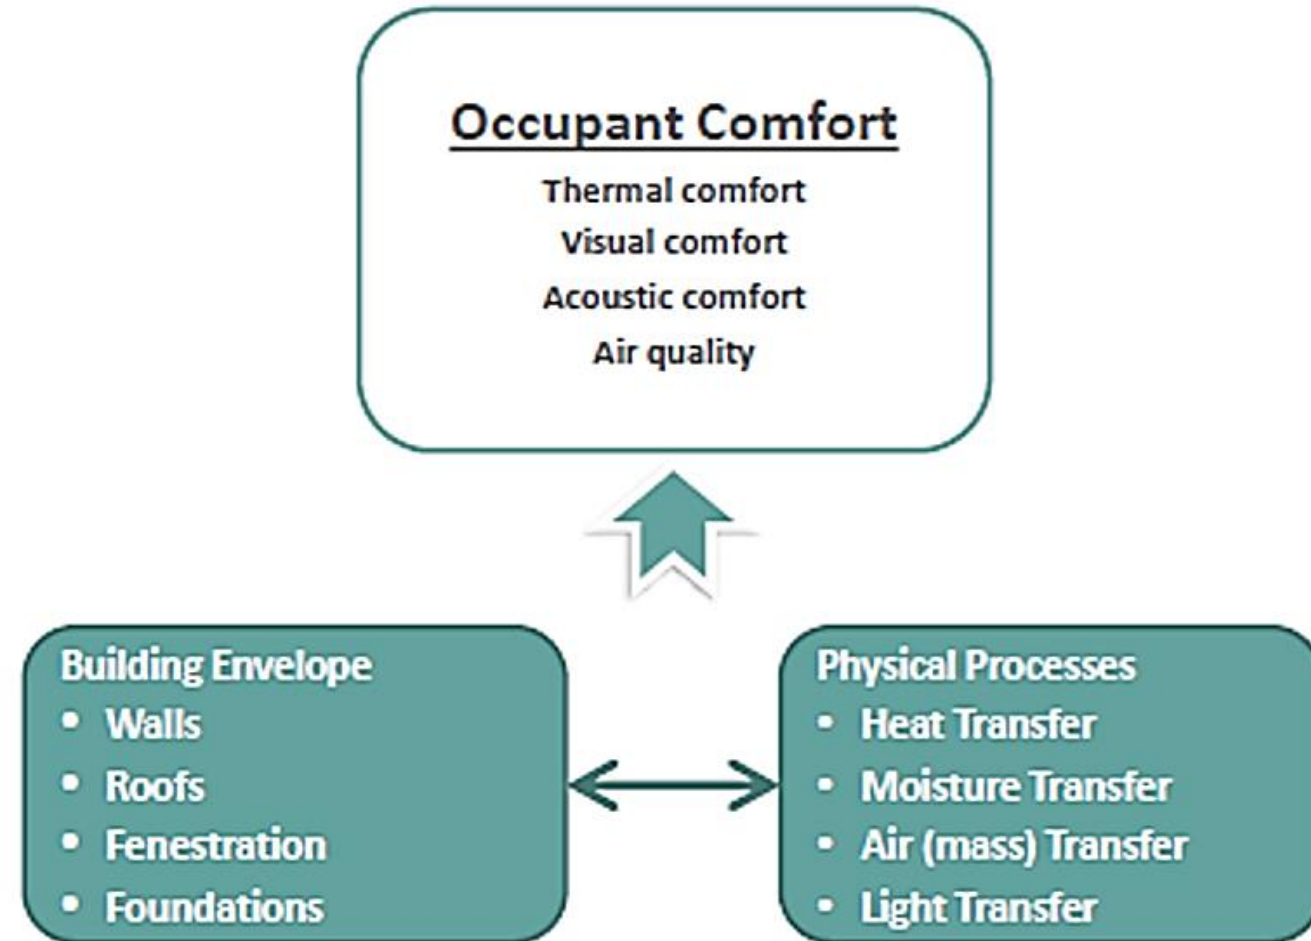 Occupant Comfort
Thermal comfort
Visual comfort
Acoustic comfort
Air quality
Building Envelope
• Walls
• Roofs
• Fenestration
• Foundations
Physical Processes
• Heat Transfer
• Moisture Transfer
• Air (mass) Transfer
• Light Transfer